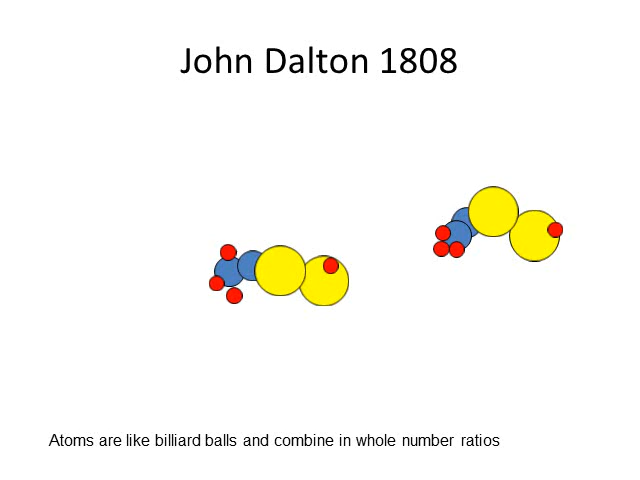 John Dalton 1808
Atoms are like billiard balls and combine in whole number ratios